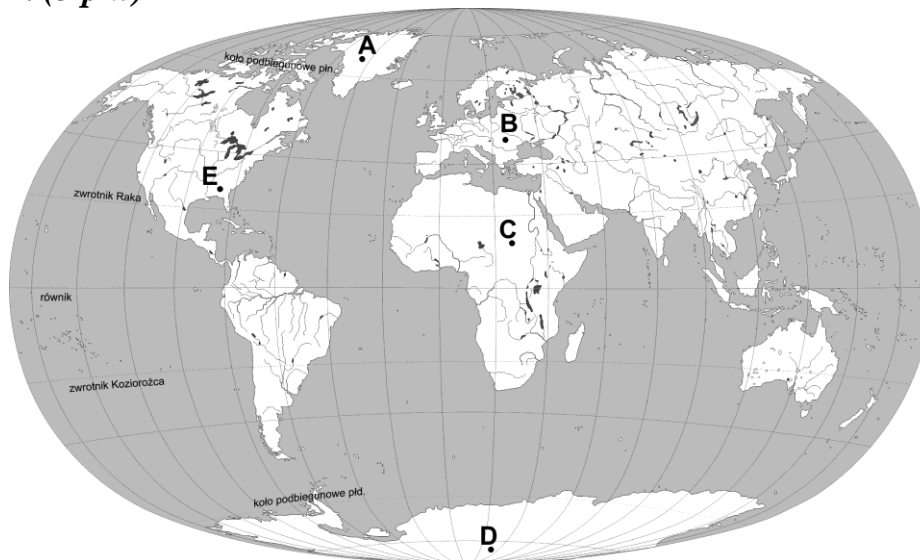 A
koło podbiegunowe płn.
B
E
zwrotnik Raka
C
równik
zwrotnik Koziorożca
koło podbiegunowe płd.
D